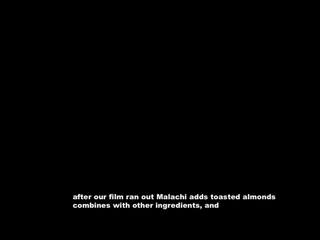 after our film ran out Malachi adds toasted almonds
combines with other ingredients, and